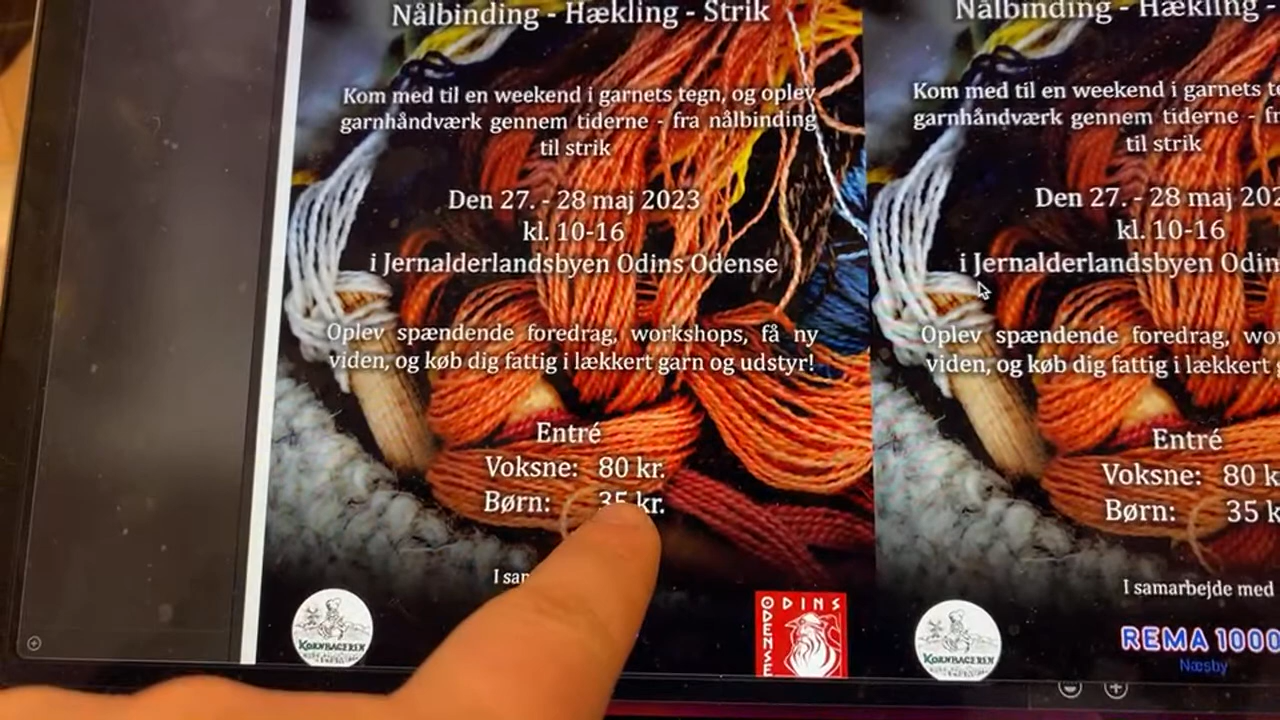 Nålbinding - Hækling - Strik
Kom med til en weekend i garnets tegn, og oplev
garnhåndværk gennem tiderne - fra nålbinding
til strik
Den 27. - 28 maj 2023
kl. 10-16
i Jernalderlandsbyen Odins Odense
Oplev spændende foredrag, workshops, få ny
viden, og køb dig fattig i lækkert garn og udstyr!
Entré
Voksne: 80 kr.
Børn: 35 kr.
I
KORNBAGEREN
ODINS
ODENSE
Nålbinding - Hækling -
Kom med til en weekend i garnets
garnhåndværk gennem tiderne -
til strik
Den 27. - 28 maj
kl. 10-16
i Jernalderlandsbyen
Oplev spændende foredrag,
viden, og køb dig fattig i lækkert
Entré
Voksne: 80
Børn: 35
I samarbejde med
KORNBAGEREN
REMA 1000
Næsby